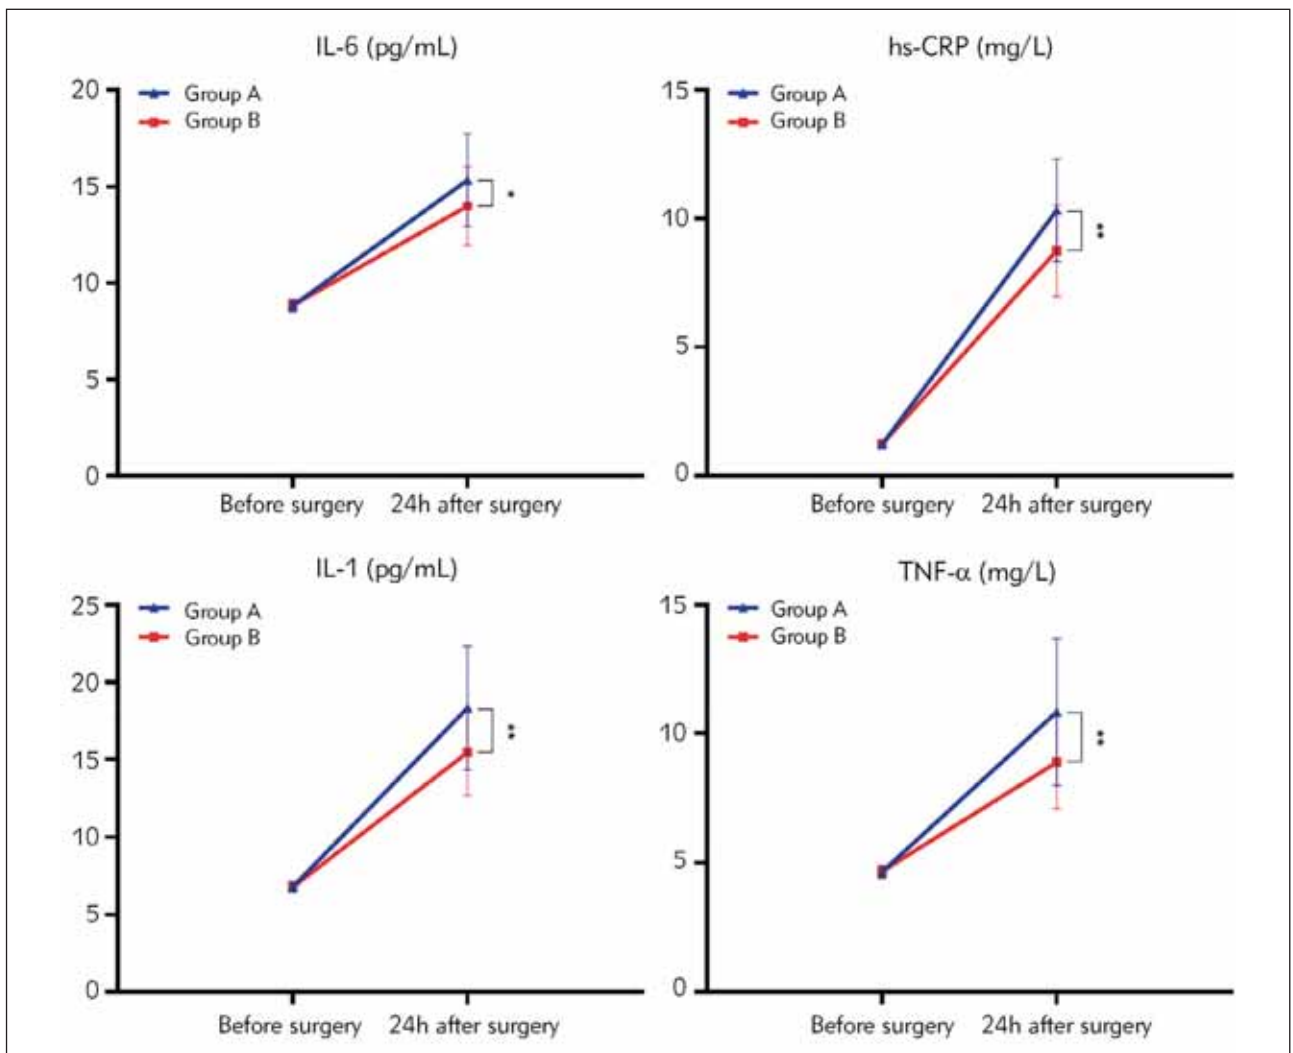 IL-6 (pg/mL)
20
15
10
5
0
Group A
Group B
*
Before surgery 24h after surgery
hs-CRP (mg/L)
15
10
5
0
Group A
Group B
**
Before surgery 24h after surgery
IL-1 (pg/mL)
25
20
15
10
5
0
Group A
Group B
**
Before surgery 24h after surgery
TNF-α (mg/L)
15
10
5
0
Group A
Group B
**
Before surgery 24h after surgery